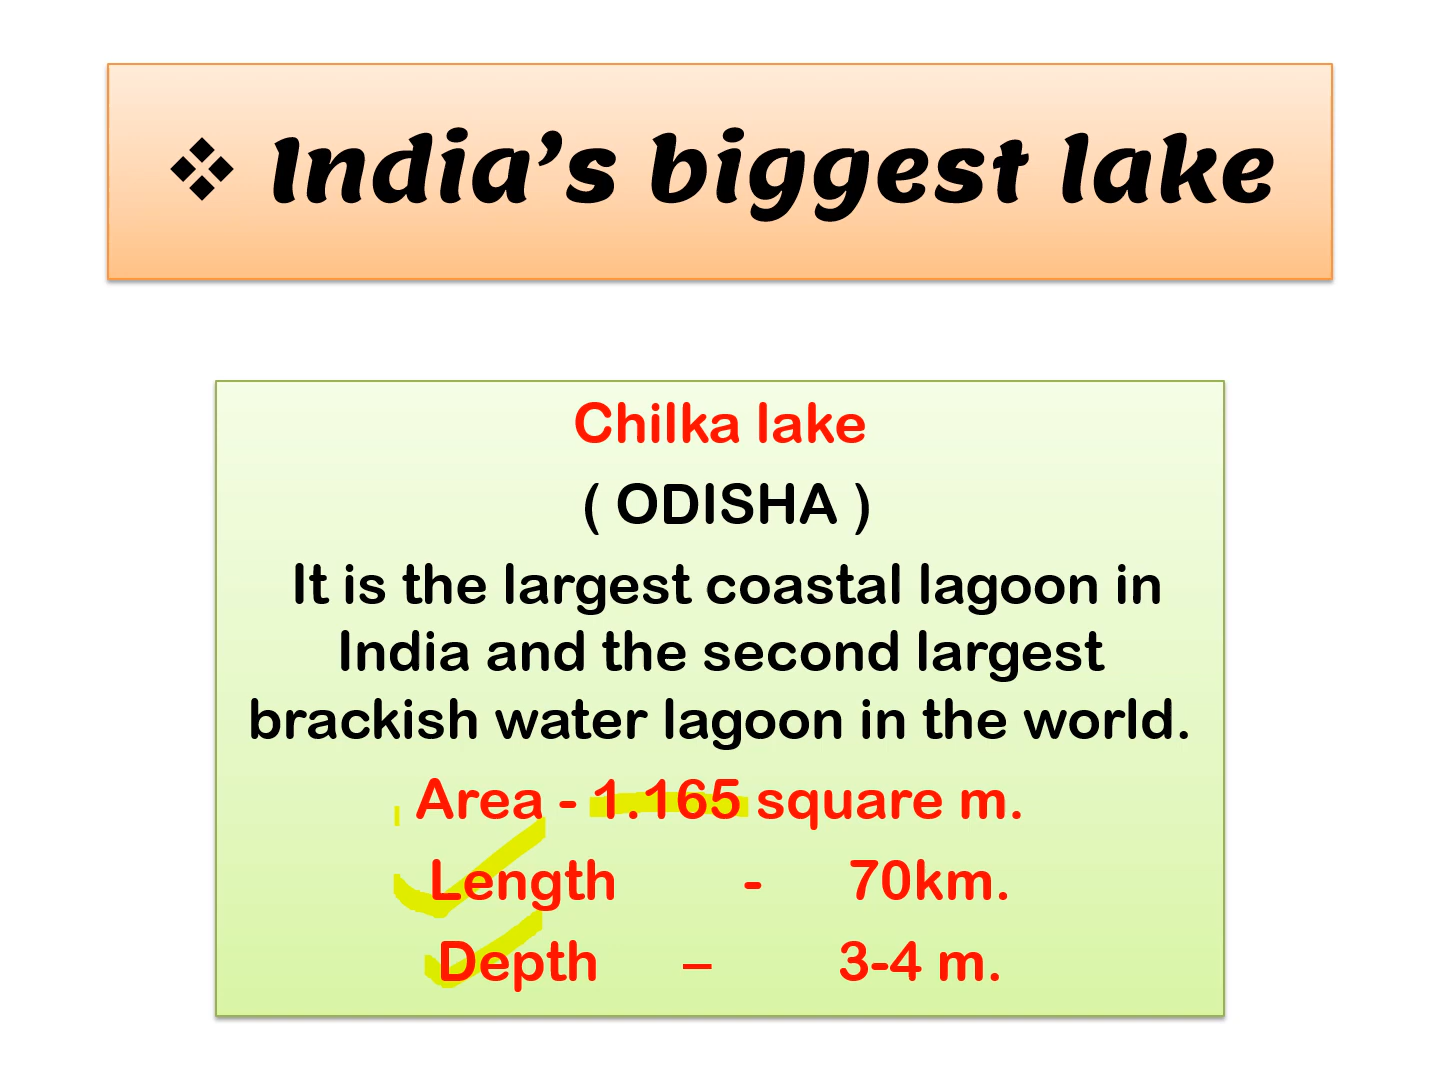 ❖ India’s biggest lake
Chilka lake
( ODISHA )
It is the largest coastal lagoon in
India and the second largest
brackish water lagoon in the world.
Area - 1.165 square m.
Length - 70km.
Depth – 3-4 m.